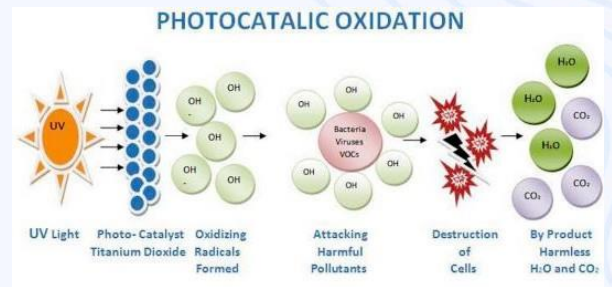 PHOTOCATALIC OXIDATION
UV
OH
-
OH
OH
OH
-
OH
OH
OH
OH
OH
OH
OH
Bacteria
Viruses
VOCs
H₂O
H₂O
CO₂
H₂O
CO₂
CO₂
UV Light
Photo- Catalyst
Titanium Dioxide
Oxidizing
Radicals
Formed
Attacking
Harmful
Pollutants
Destruction
of
Cells
By Product
Harmless
H₂O and CO₂